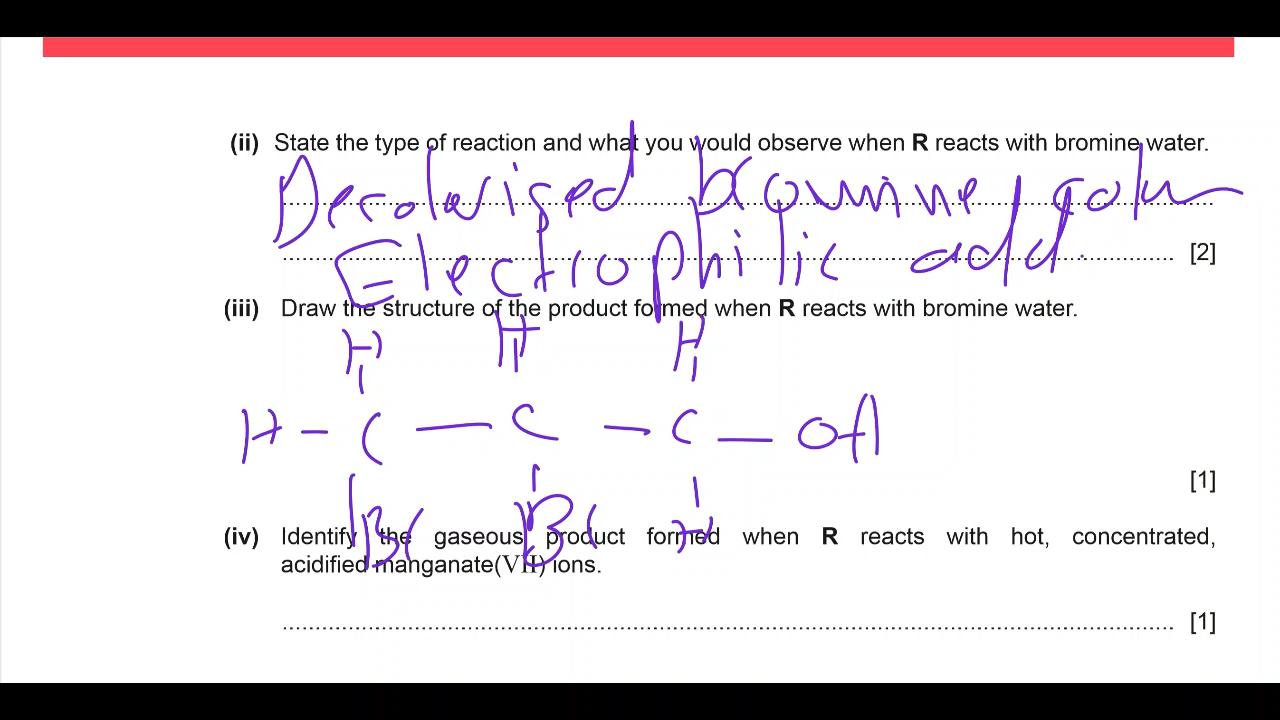 (ii) State the type of reaction and what you would observe when R reacts with bromine water.
Decolorised bromine soln
Electrophilic add. [2]
(iii) Draw the structure of the product formed when R reacts with bromine water.
H H H
H – C — C – C — OH
[1]
Br Br H
(iv) Identify the gaseous product formed when R reacts with hot, concentrated,
acidified manganate(VII) ions.
[1]